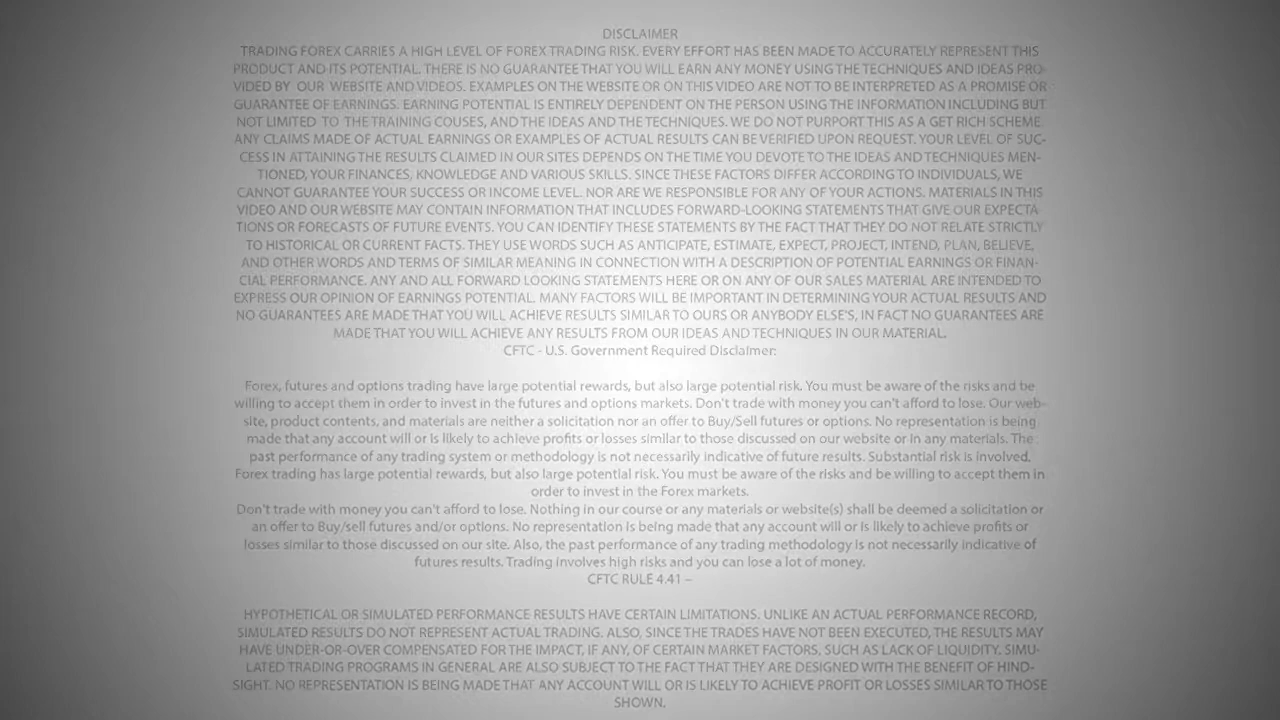 DISCLAIMER
TRADING FOREX CARRIES A HIGH LEVEL OF FOREX TRADING RISK. EVERY EFFORT HAS BEEN MADE TO ACCURATELY REPRESENT THIS
PRODUCT AND ITS POTENTIAL. THERE IS NO GUARANTEE THAT YOU WILL EARN ANY MONEY USING THE TECHNIQUES AND IDEAS PRO-
VIDED BY OUR WEBSITE AND VIDEOS. EXAMPLES ON THE WEBSITE OR ON THIS VIDEO ARE NOT TO BE INTERPRETED AS A PROMISE OR
GUARANTEE OF EARNINGS. EARNING POTENTIAL IS ENTIRELY DEPENDENT ON THE PERSON USING THE INFORMATION INCLUDING BUT
NOT LIMITED TO THE TRAINING COUSES, AND THE IDEAS AND THE TECHNIQUES. WE DO NOT PURPORT THIS AS A GET RICH SCHEME.
ANY CLAIMS MADE OF ACTUAL EARNINGS OR EXAMPLES OF ACTUAL RESULTS CAN BE VERIFIED UPON REQUEST. YOUR LEVEL OF SUC-
CESS IN ATTAINING THE RESULTS CLAIMED IN OUR SITES DEPENDS ON THE TIME YOU DEVOTE TO THE IDEAS AND TECHNIQUES MEN-
TIONED, YOUR FINANCES, KNOWLEDGE AND VARIOUS SKILLS. SINCE THESE FACTORS DIFFER ACCORDING TO INDIVIDUALS, WE
CANNOT GUARANTEE YOUR SUCCESS OR INCOME LEVEL. NOR ARE WE RESPONSIBLE FOR ANY OF YOUR ACTIONS. MATERIALS IN THIS
VIDEO AND OUR WEBSITE MAY CONTAIN INFORMATION THAT INCLUDES FORWARD-LOOKING STATEMENTS THAT GIVE OUR EXPECTA-
TIONS OR FORECASTS OF FUTURE EVENTS. YOU CAN IDENTIFY THESE STATEMENTS BY THE FACT THAT THEY DO NOT RELATE STRICTLY
TO HISTORICAL OR CURRENT FACTS. THEY USE WORDS SUCH AS ANTICIPATE, ESTIMATE, EXPECT, PROJECT, INTEND, PLAN, BELIEVE,
AND OTHER WORDS AND TERMS OF SIMILAR MEANING IN CONNECTION WITH A DESCRIPTION OF POTENTIAL EARNINGS OR FINAN-
CIAL PERFORMANCE. ANY AND ALL FORWARD LOOKING STATEMENTS HERE OR ON ANY OF OUR SALES MATERIAL ARE INTENDED TO
EXPRESS OUR OPINION OF EARNINGS POTENTIAL. MANY FACTORS WILL BE IMPORTANT IN DETERMINING YOUR ACTUAL RESULTS AND
NO GUARANTEES ARE MADE THAT YOU WILL ACHIEVE RESULTS SIMILAR TO OURS OR ANYBODY ELSE'S, IN FACT NO GUARANTEES ARE
MADE THAT YOU WILL ACHIEVE ANY RESULTS FROM OUR IDEAS AND TECHNIQUES IN OUR MATERIAL.
CFTC - U.S. Government Required Disclaimer:
Forex, futures and options trading have large potential rewards, but also large potential risk. You must be aware of the risks and be
willing to accept them in order to invest in the futures and options markets. Don't trade with money you can't afford to lose. Our web-
site, product contents, and materials are neither a solicitation nor an offer to Buy/Sell futures or options. No representation is being
made that any account will or is likely to achieve profits or losses similar to those discussed on our website or in any materials. The
past performance of any trading system or methodology is not necessarily indicative of future results. Substantial risk is involved.
Forex trading has large potential rewards, but also large potential risk. You must be aware of the risks and be willing to accept them in
order to invest in the Forex markets.
Don't trade with money you can't afford to lose. Nothing in our course or any materials or website(s) shall be deemed a solicitation or
an offer to Buy/sell futures and/or options. No representation is being made that any account will or is likely to achieve profits or
losses similar to those discussed on our site. Also, the past performance of any trading methodology is not necessarily indicative of
futures results. Trading involves high risks and you can lose a lot of money.
CFTC RULE 4.41 –
HYPOTHETICAL OR SIMULATED PERFORMANCE RESULTS HAVE CERTAIN LIMITATIONS. UNLIKE AN ACTUAL PERFORMANCE RECORD,
SIMULATED RESULTS DO NOT REPRESENT ACTUAL TRADING. ALSO, SINCE THE TRADES HAVE NOT BEEN EXECUTED, THE RESULTS MAY
HAVE UNDER-OR-OVER COMPENSATED FOR THE IMPACT, IF ANY, OF CERTAIN MARKET FACTORS, SUCH AS LACK OF LIQUIDITY. SIMU-
LATED TRADING PROGRAMS IN GENERAL ARE ALSO SUBJECT TO THE FACT THAT THEY ARE DESIGNED WITH THE BENEFIT OF HIND-
SIGHT. NO REPRESENTATION IS BEING MADE THAT ANY ACCOUNT WILL OR IS LIKELY TO ACHIEVE PROFIT OR LOSSES SIMILAR TO THOSE
SHOWN.